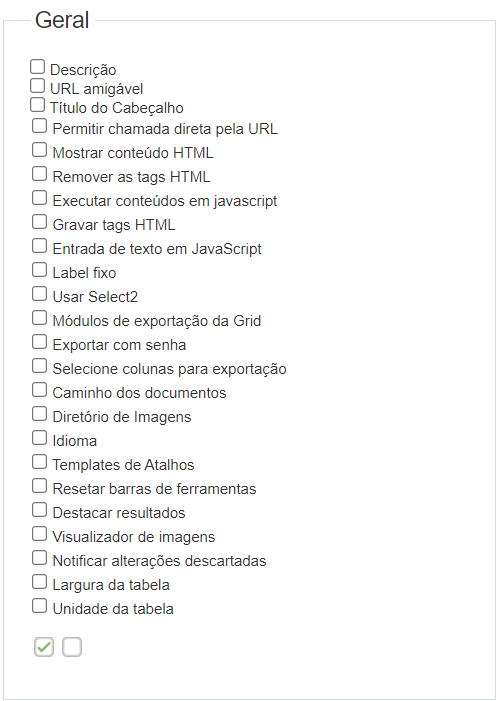 Geral
Descrição
URL amigável
Título do Cabeçalho
Permitir chamada direta pela URL
Mostrar conteúdo HTML
Remover as tags HTML
Executar conteúdos em javascript
Gravar tags HTML
Entrada de texto em JavaScript
Label fixo
Usar Select2
Módulos de exportação da Grid
Exportar com senha
Selecione colunas para exportação
Caminho dos documentos
Diretório de Imagens
Idioma
Templates de Atalhos
Resetar barras de ferramentas
Destacar resultados
Visualizador de imagens
Notificar alterações descartadas
Largura da tabela
Unidade da tabela